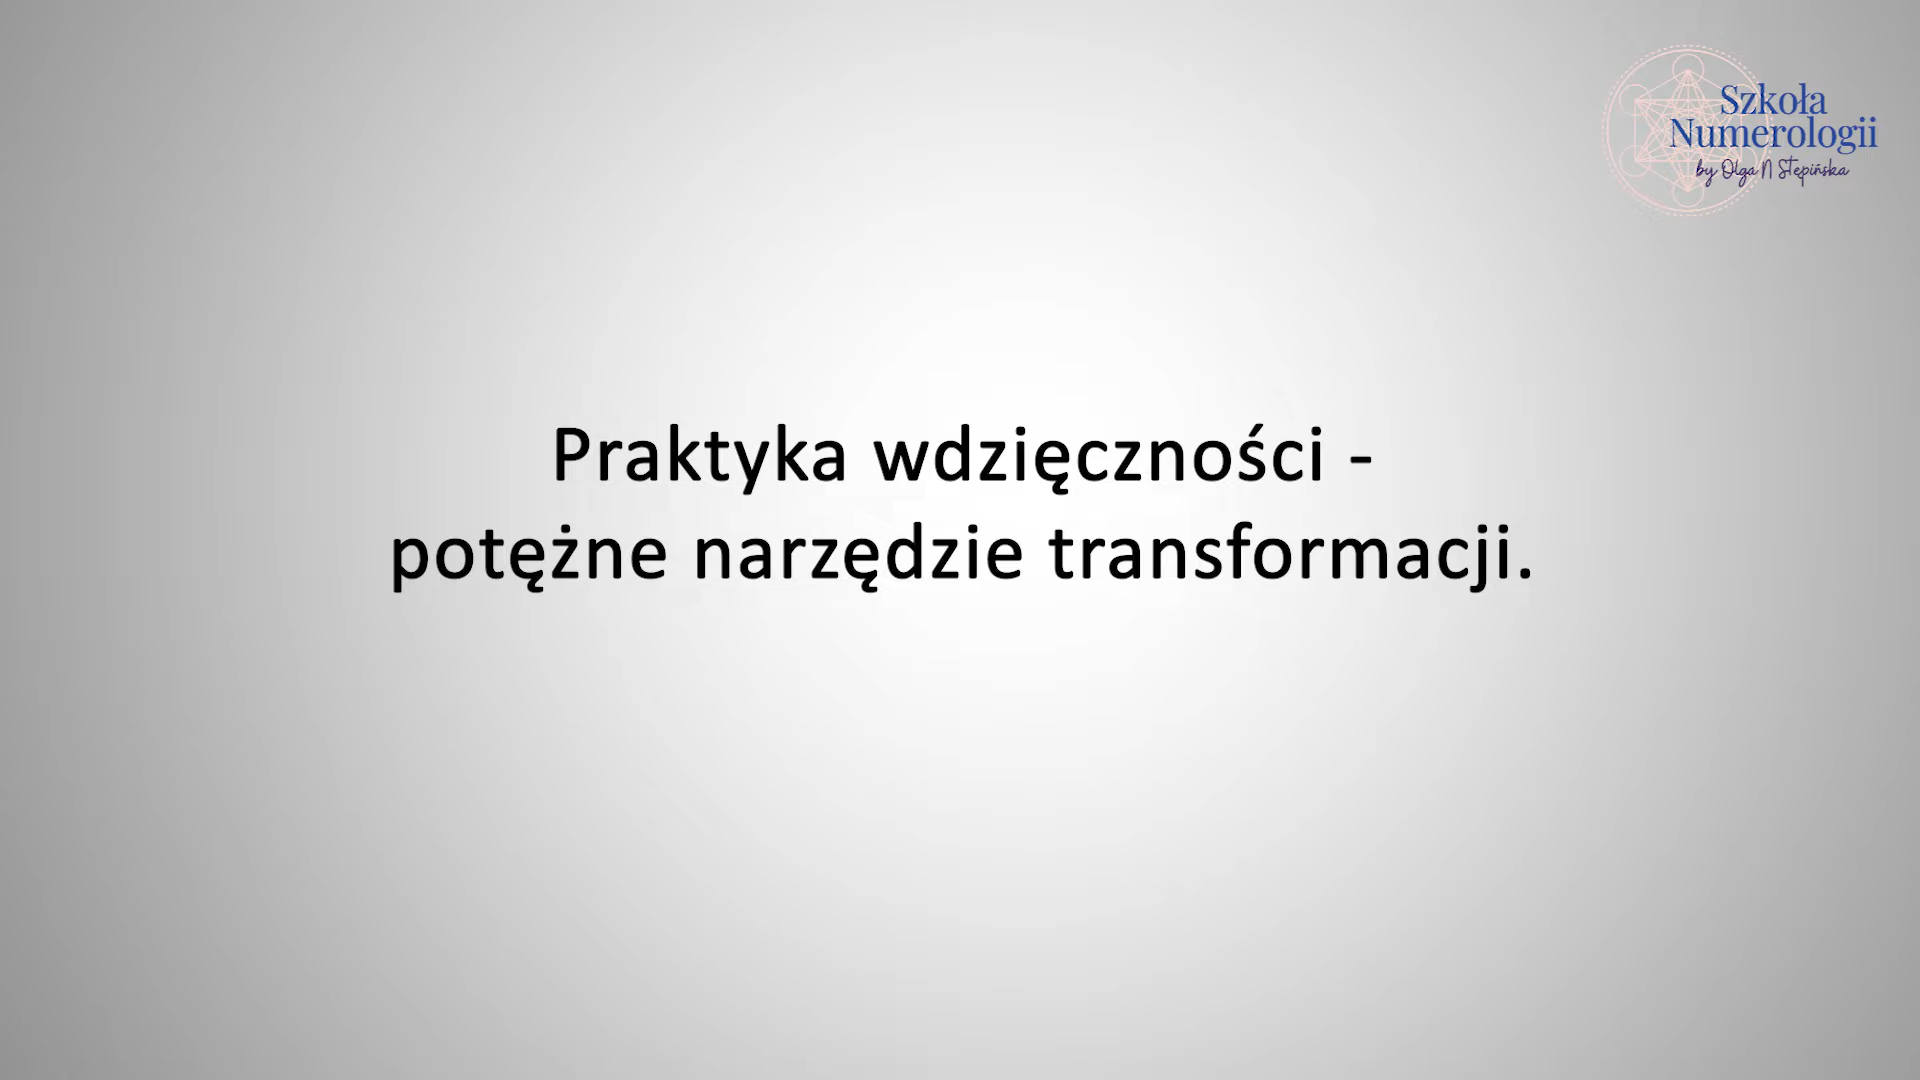 Szkoła
Numerologii
by Olga N Stępińska
Praktyka wdzięczności -
potężne narzędzie transformacji.